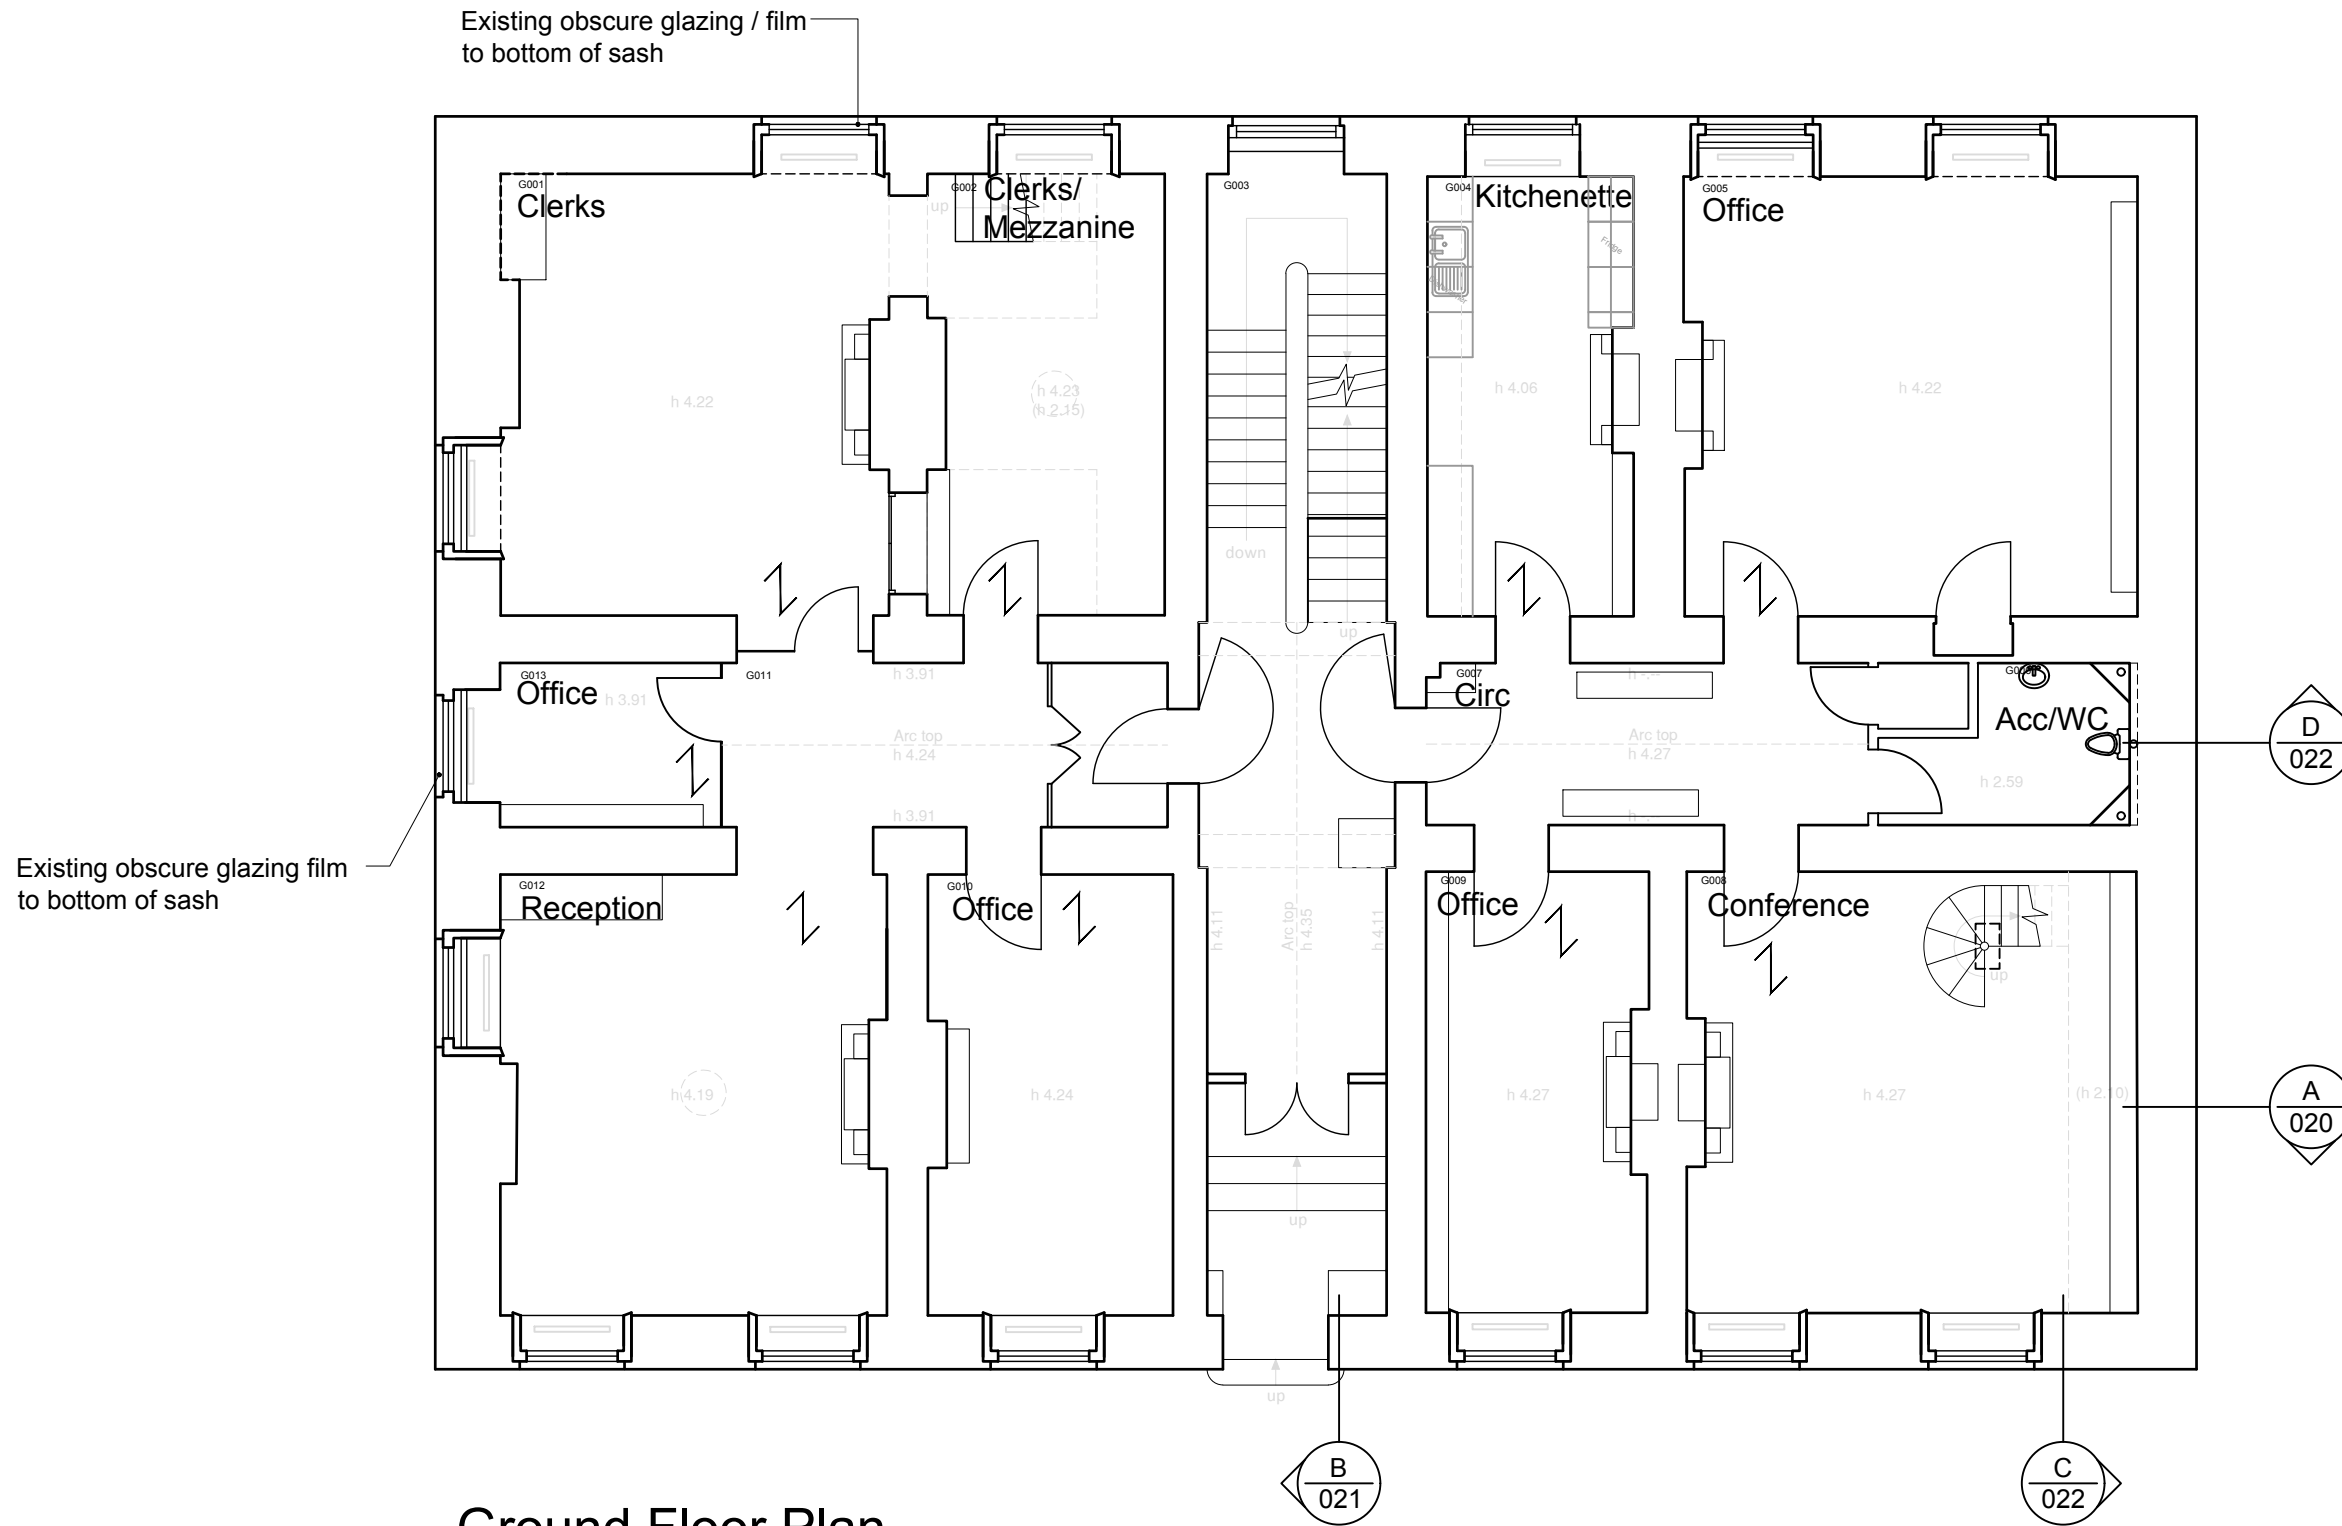 Existing obscure glazing / film
to bottom of sash
G001
Clerks
G002
Clerks/
Mezzanine
up
G003
G004
Kitchenette
Fridge
G005
Office
h 4.22
h 4.23
(h 2.15)
h 4.06
h 4.22
down
up
G013
Office
h 3.91
G011
h 3.91
Arc top
h 4.24
h 3.91
G007
Circ
h -.--
Arc top
h 4.27
h -.--
Acc/WC
h 2.59
D
022
Existing obscure glazing film
to bottom of sash
G012
Reception
G010
Office
h 4.11
Arc top
h 4.35
h 4.11
G009
Office
G008
Conference
up
h 4.19
h 4.24
h 4.27
h 4.27
(h 2.10)
A
020
up
up
B
021
C
022
Ground Floor Plan